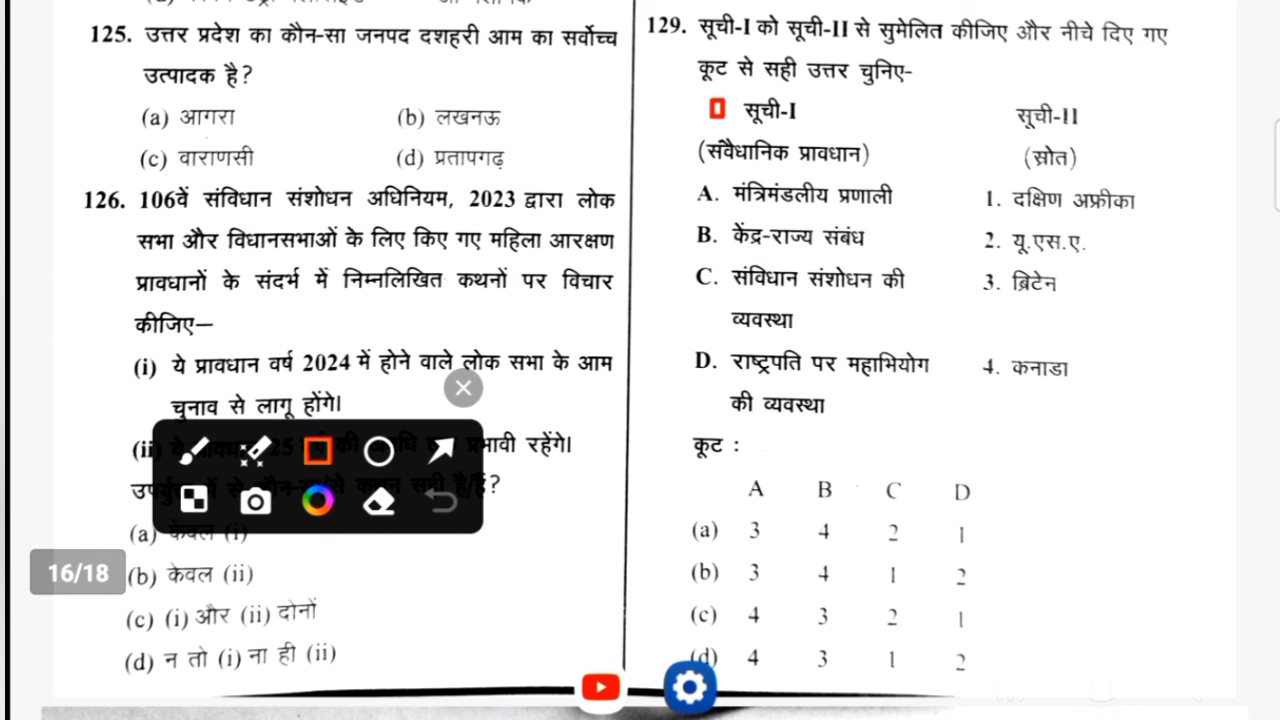 125. उत्तर प्रदेश का कौन-सा जनपद दशहरी आम का सर्वोच्च
उत्पादक है?
(a) आगरा (b) लखनऊ
(c) वाराणसी (d) प्रतापगढ़
126. 106वें संविधान संशोधन अधिनियम, 2023 द्वारा लोक
सभा और विधानसभाओं के लिए किए गए महिला आरक्षण
प्रावधानों के संदर्भ में निम्नलिखित कथनों पर विचार
कीजिए—
(i) ये प्रावधान वर्ष 2024 में होने वाले लोक सभा के आम
चुनाव से लागू होंगे।
(ii) 25 की प्रभावी रहेंगे।
से सही है/हैं?
(a) केवल (i)
(b) केवल (ii)
(c) (i) और (ii) दोनों
(d) न तो (i) ना ही (ii)
16/18
129. सूची-I को सूची-II से सुमेलित कीजिए और नीचे दिए गए
कूट से सही उत्तर चुनिए-
सूची-I सूची-II
(संवैधानिक प्रावधान) (स्रोत)
A. मंत्रिमंडलीय प्रणाली 1. दक्षिण अफ्रीका
B. केंद्र-राज्य संबंध 2. यू.एस.ए.
C. संविधान संशोधन की 3. ब्रिटेन
व्यवस्था
D. राष्ट्रपति पर महाभियोग 4. कनाडा
की व्यवस्था
कूट :
A B C D
(a) 3 4 2 1
(b) 3 4 1 2
(c) 4 3 2 1
(d) 4 3 1 2